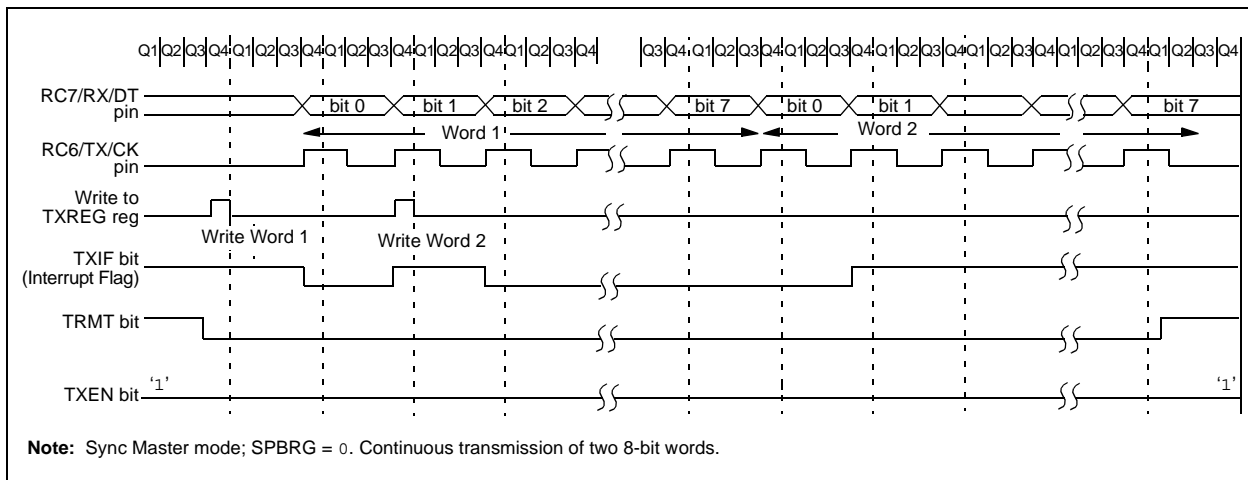 Q1 Q2 Q3 Q4 Q1 Q2 Q3 Q4 Q1 Q2 Q3 Q4 Q1 Q2 Q3 Q4 Q1 Q2 Q3 Q4 Q3 Q4 Q1 Q2 Q3 Q4 Q1 Q2 Q3 Q4 Q1 Q2 Q3 Q4 Q1 Q2 Q3 Q4 Q1 Q2 Q3 Q4 Q1 Q2 Q3 Q4
RC7/RX/DT
pin
bit 0 bit 1 bit 2 bit 7 bit 0 bit 1 bit 7
Word 1 Word 2
RC6/TX/CK
pin
Write to
TXREG reg
Write Word 1 Write Word 2
TXIF bit
(Interrupt Flag)
TRMT bit
TXEN bit '1' '1'
Note: Sync Master mode; SPBRG = 0. Continuous transmission of two 8-bit words.